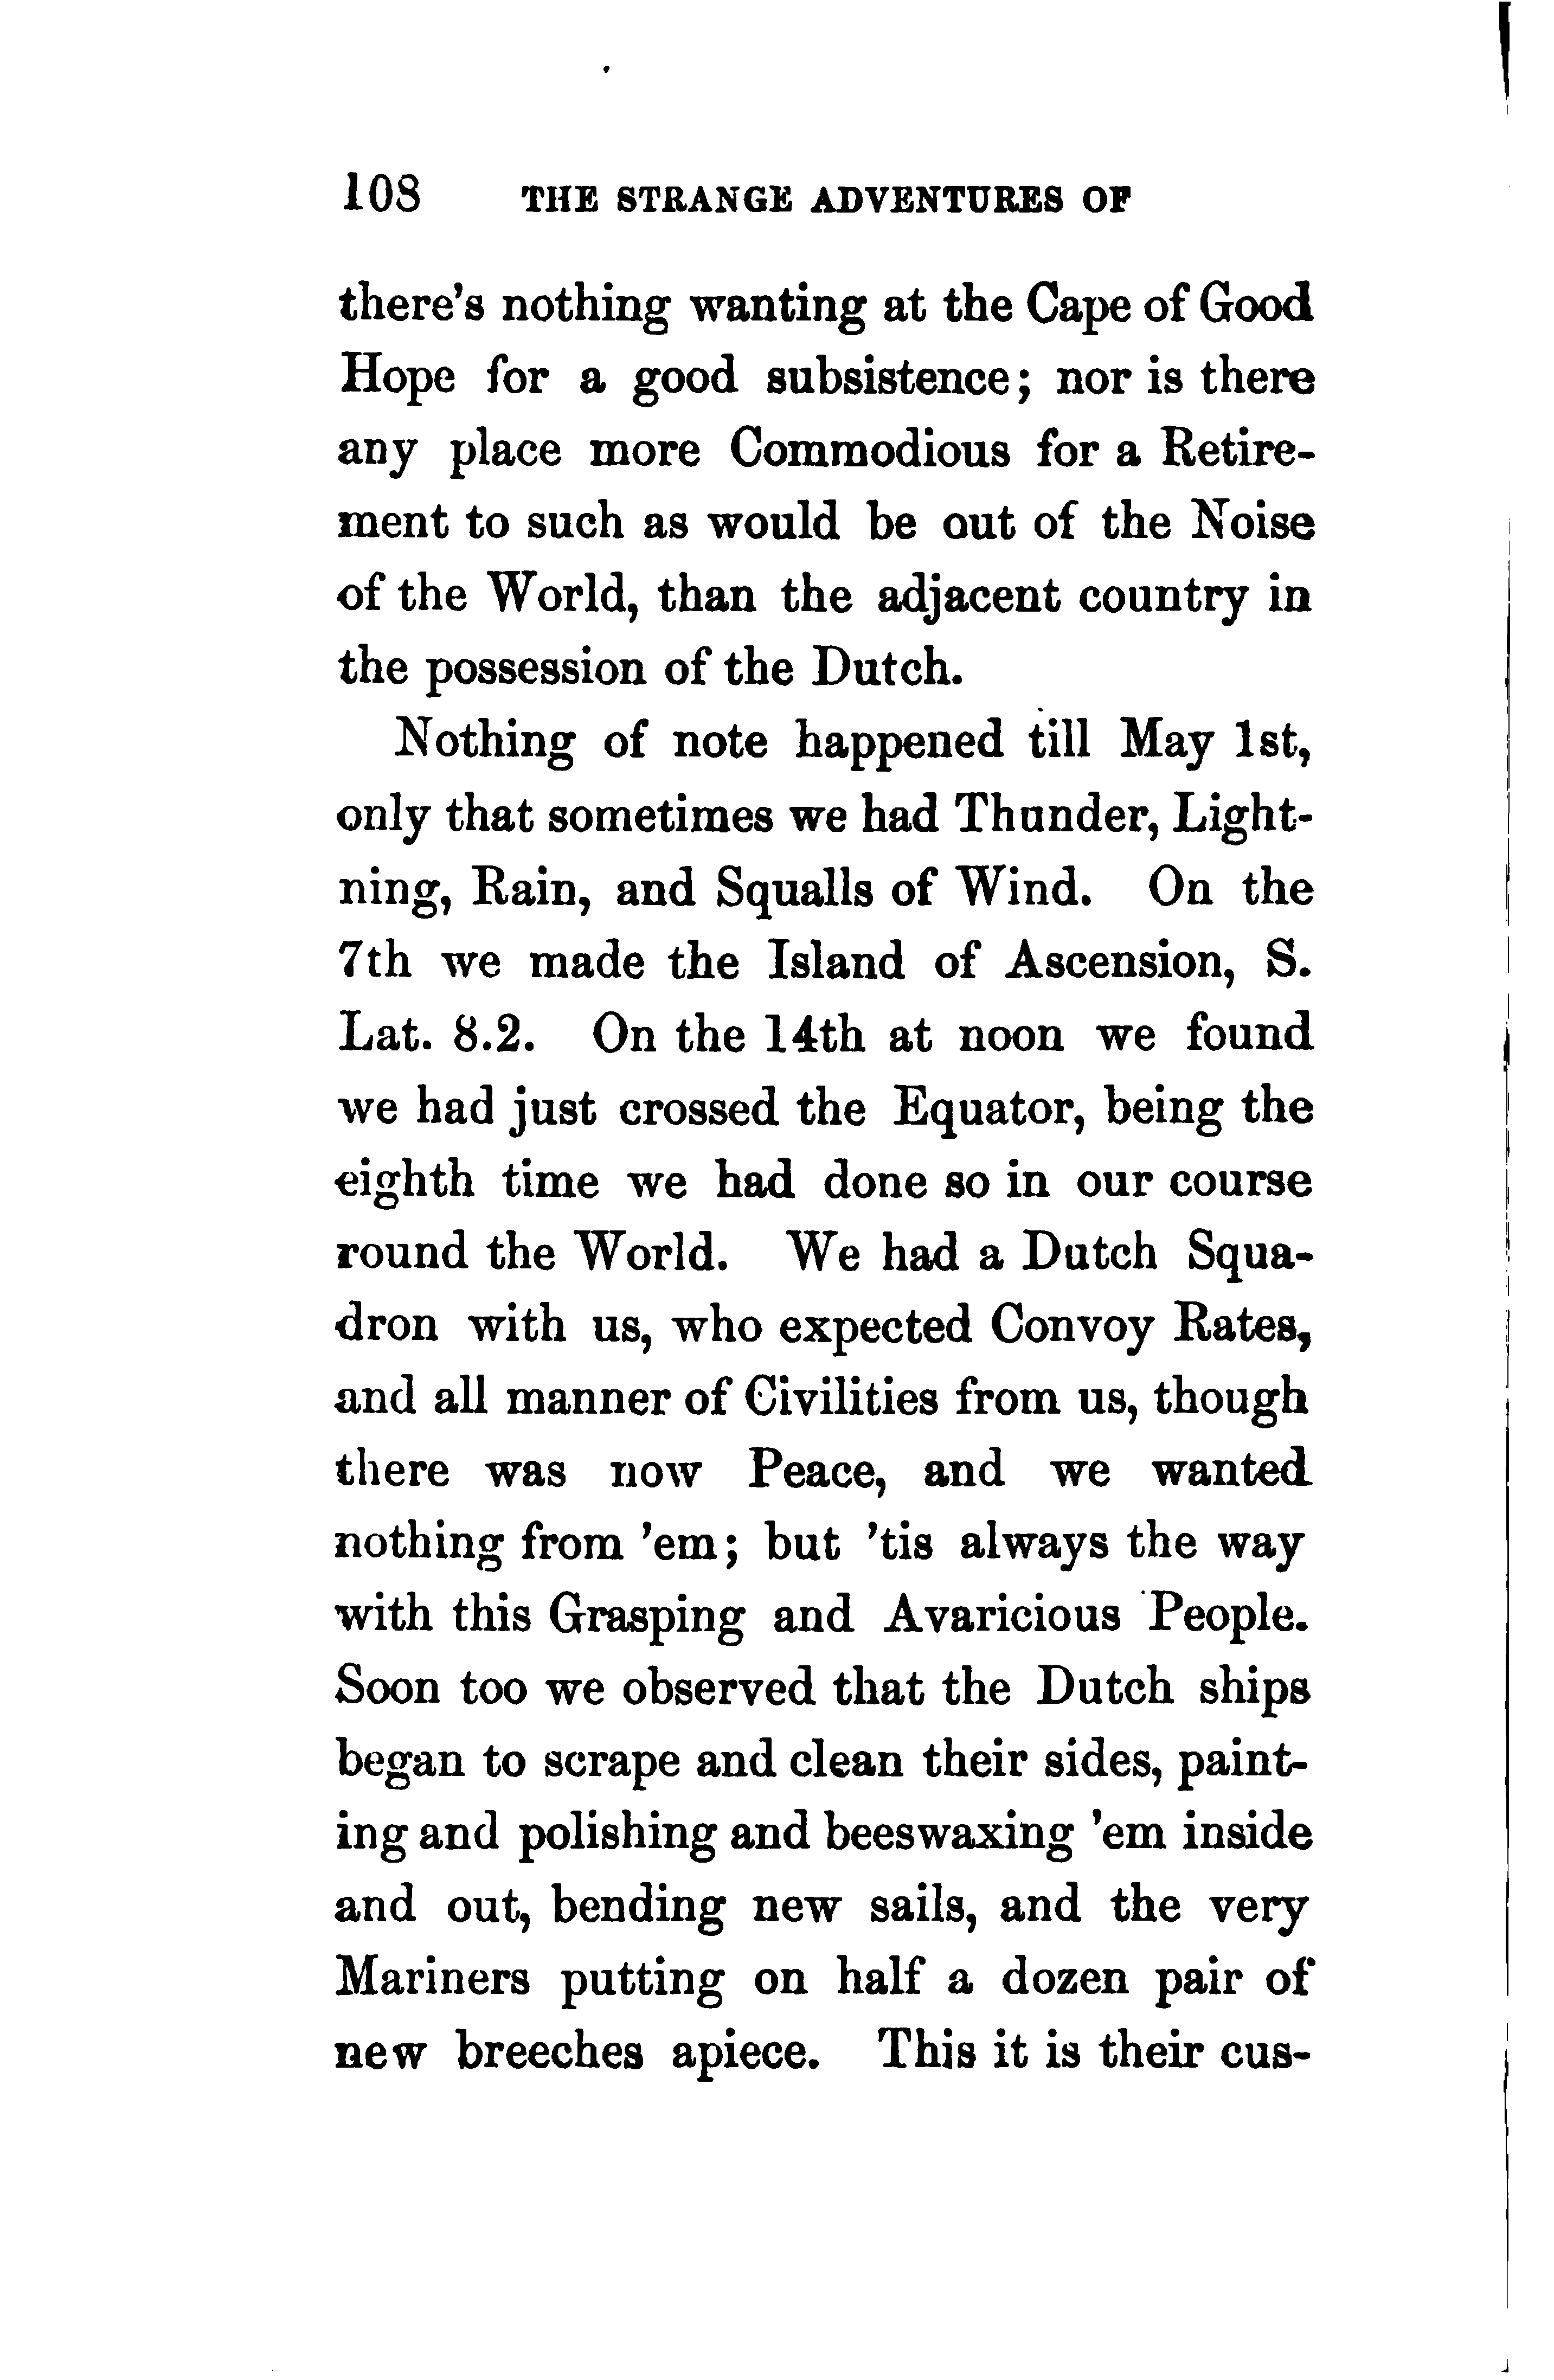 108 THE STRANGE ADVENTURES OF
there's nothing wanting at the Cape of Good
Hope for a good subsistence; nor is there
any place more Commodious for a Retire-
ment to such as would be out of the Noise
of the World, than the adjacent country in
the possession of the Dutch.
Nothing of note happened till May 1st,
only that sometimes we had Thunder, Light-
ning, Rain, and Squalls of Wind. On the
7th we made the Island of Ascension, S.
Lat. 8.2. On the 14th at noon we found
we had just crossed the Equator, being the
eighth time we had done so in our course
round the World. We had a Dutch Squa-
dron with us, who expected Convoy Rates,
and all manner of Civilities from us, though
there was now Peace, and we wanted
nothing from 'em; but 'tis always the way
with this Grasping and Avaricious People.
Soon too we observed that the Dutch ships
began to scrape and clean their sides, paint-
ing and polishing and beeswaxing 'em inside
and out, bending new sails, and the very
Mariners putting on half a dozen pair of
new breeches apiece. This it is their cus-